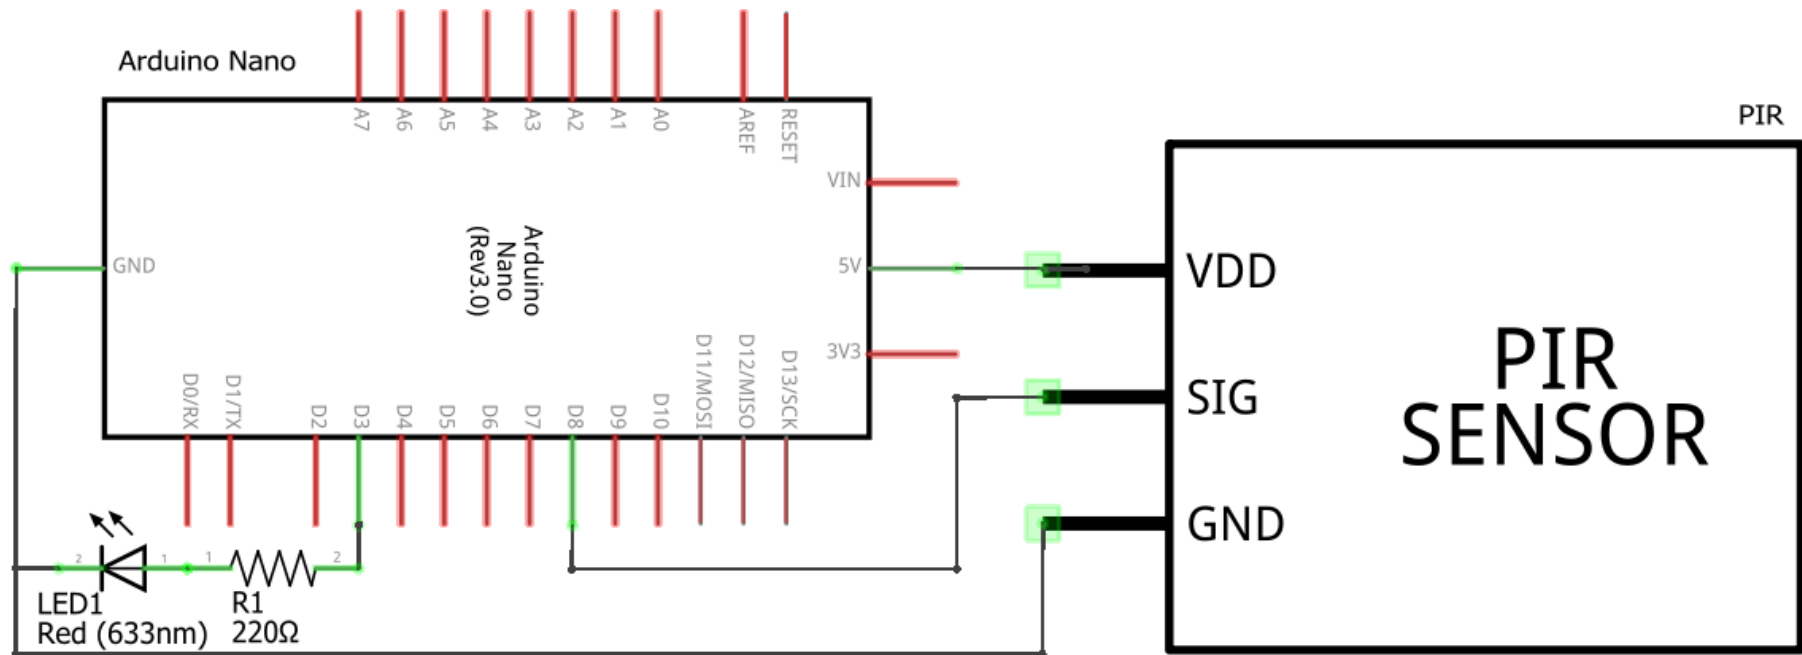 Arduino Nano
PIR
A7
A6
A5
A4
A3
A2
A1
A0
AREF
RESET
VIN
GND
5V
3V3
Arduino
Nano
(Rev3.0)
D0/RX
D1/TX
D2
D3
D4
D5
D6
D7
D8
D9
D10
D11/MOSI
D12/MISO
D13/SCK
VDD
SIG
GND
PIR
SENSOR
2
1
1
2
LED1
Red (633nm)
R1
220Ω